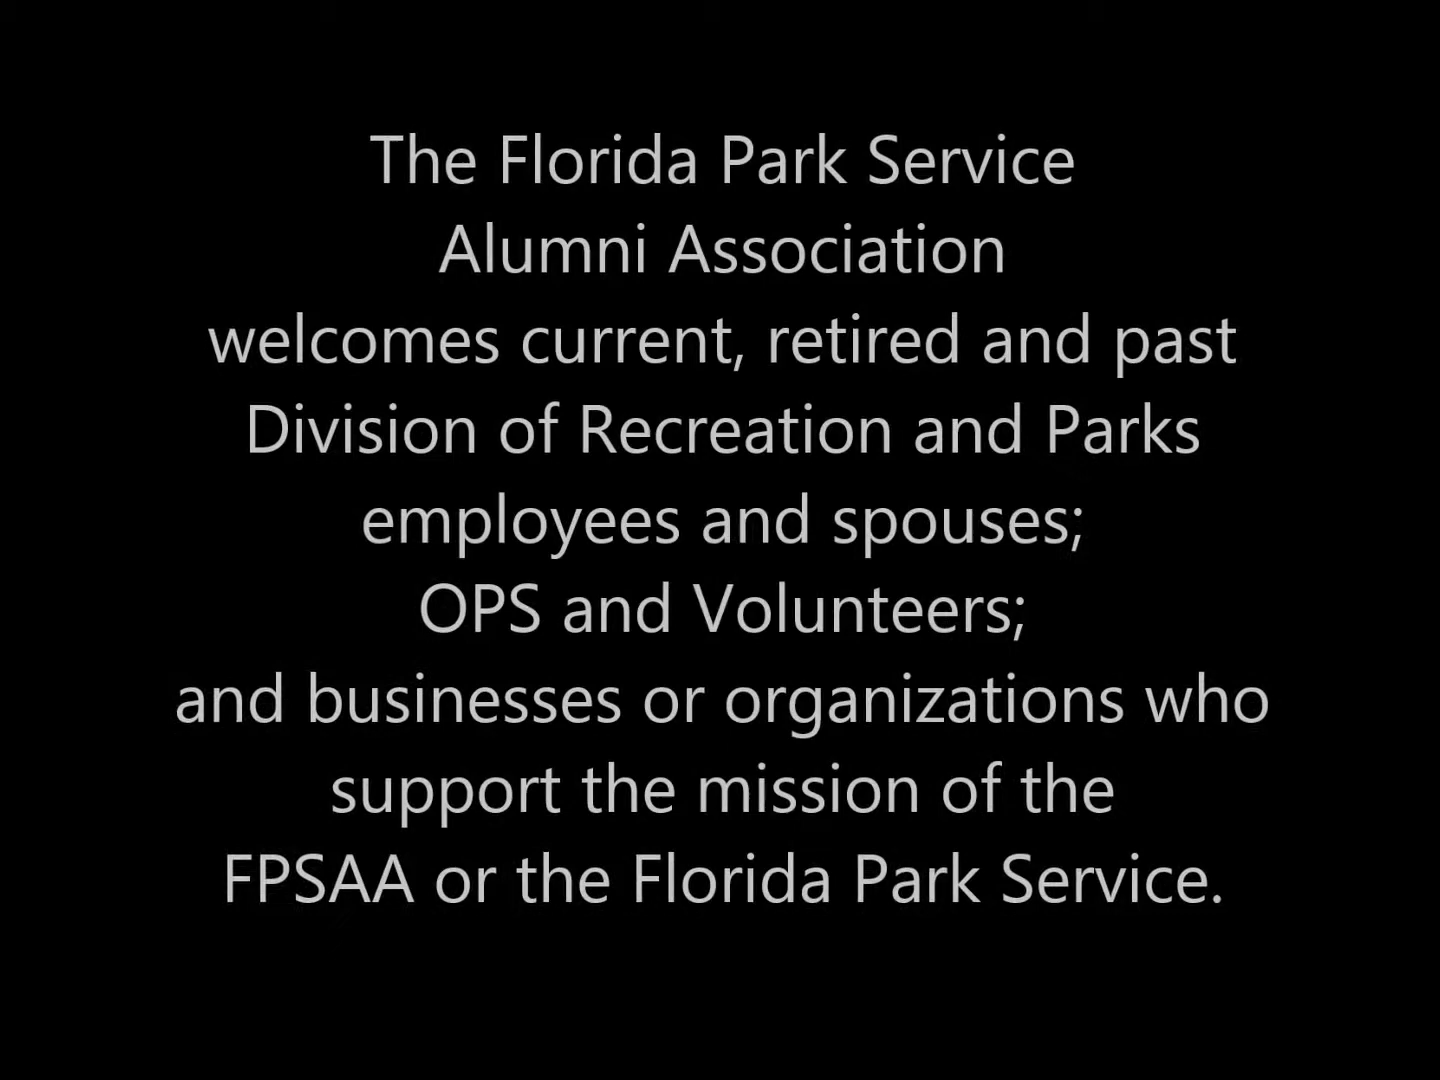 The Florida Park Service
Alumni Association
welcomes current, retired and past
Division of Recreation and Parks
employees and spouses;
OPS and Volunteers;
and businesses or organizations who
support the mission of the
FPSAA or the Florida Park Service.